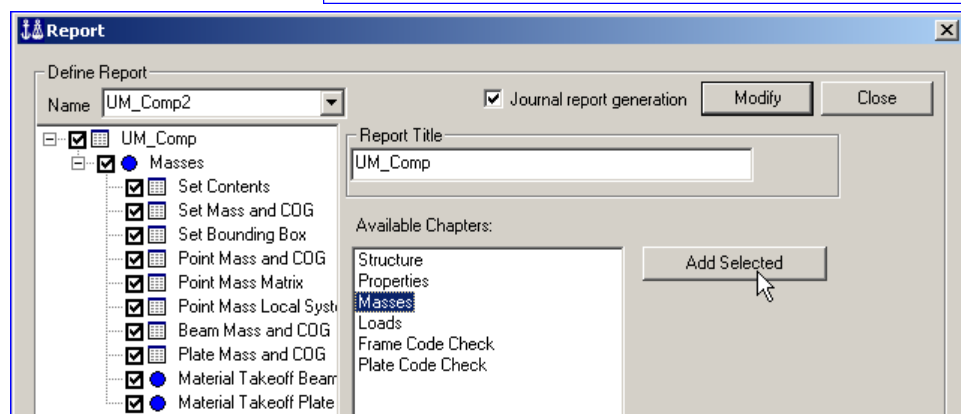 Report
Define Report
Name UM_Comp2
Journal report generation
Modify
Close
UM_Comp
Masses
Set Contents
Set Mass and COG
Set Bounding Box
Point Mass and COG
Point Mass Matrix
Point Mass Local Syst
Beam Mass and COG
Plate Mass and COG
Material Takeoff Beam
Material Takeoff Plate
Report Title
UM_Comp
Available Chapters:
Structure
Properties
Masses
Loads
Frame Code Check
Plate Code Check
Add Selected